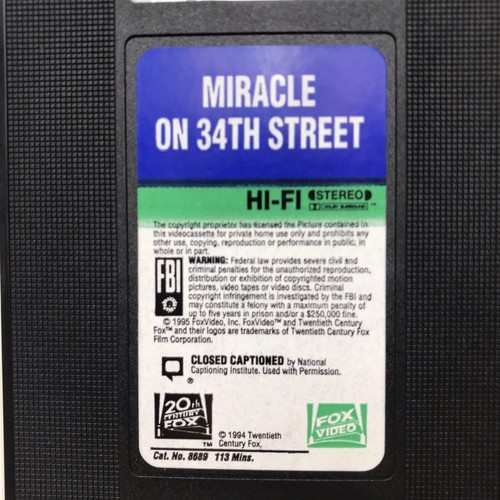 MIRACLE
ON 34TH STREET
HI-FI STEREO
DOLBY SURROUND ™
The copyright proprietor has licensed the Picture contained in
this videocassette for private home use only and prohibits any
other use, copying, reproduction or performance in public, in
whole or in part.
FBI
WARNING: Federal law provides severe civil and
criminal penalties for the unauthorized reproduction,
distribution or exhibition of copyrighted motion
pictures, video tapes or video discs. Criminal
copyright infringement is investigated by the FBI and
may constitute a felony with a maximum penalty of
up to five years in prison and/or a $250,000 fine.
© 1995 FoxVideo, Inc. FoxVideo™ and Twentieth Century
Fox™ and their logos are trademarks of Twentieth Century Fox
Film Corporation.
CLOSED CAPTIONED by National
Captioning Institute. Used with Permission.
®
20th
CENTURY
FOX
™
© 1994 Twentieth
Century Fox.
FOX
VIDEO
Cat. No. 8689 113 Mins.